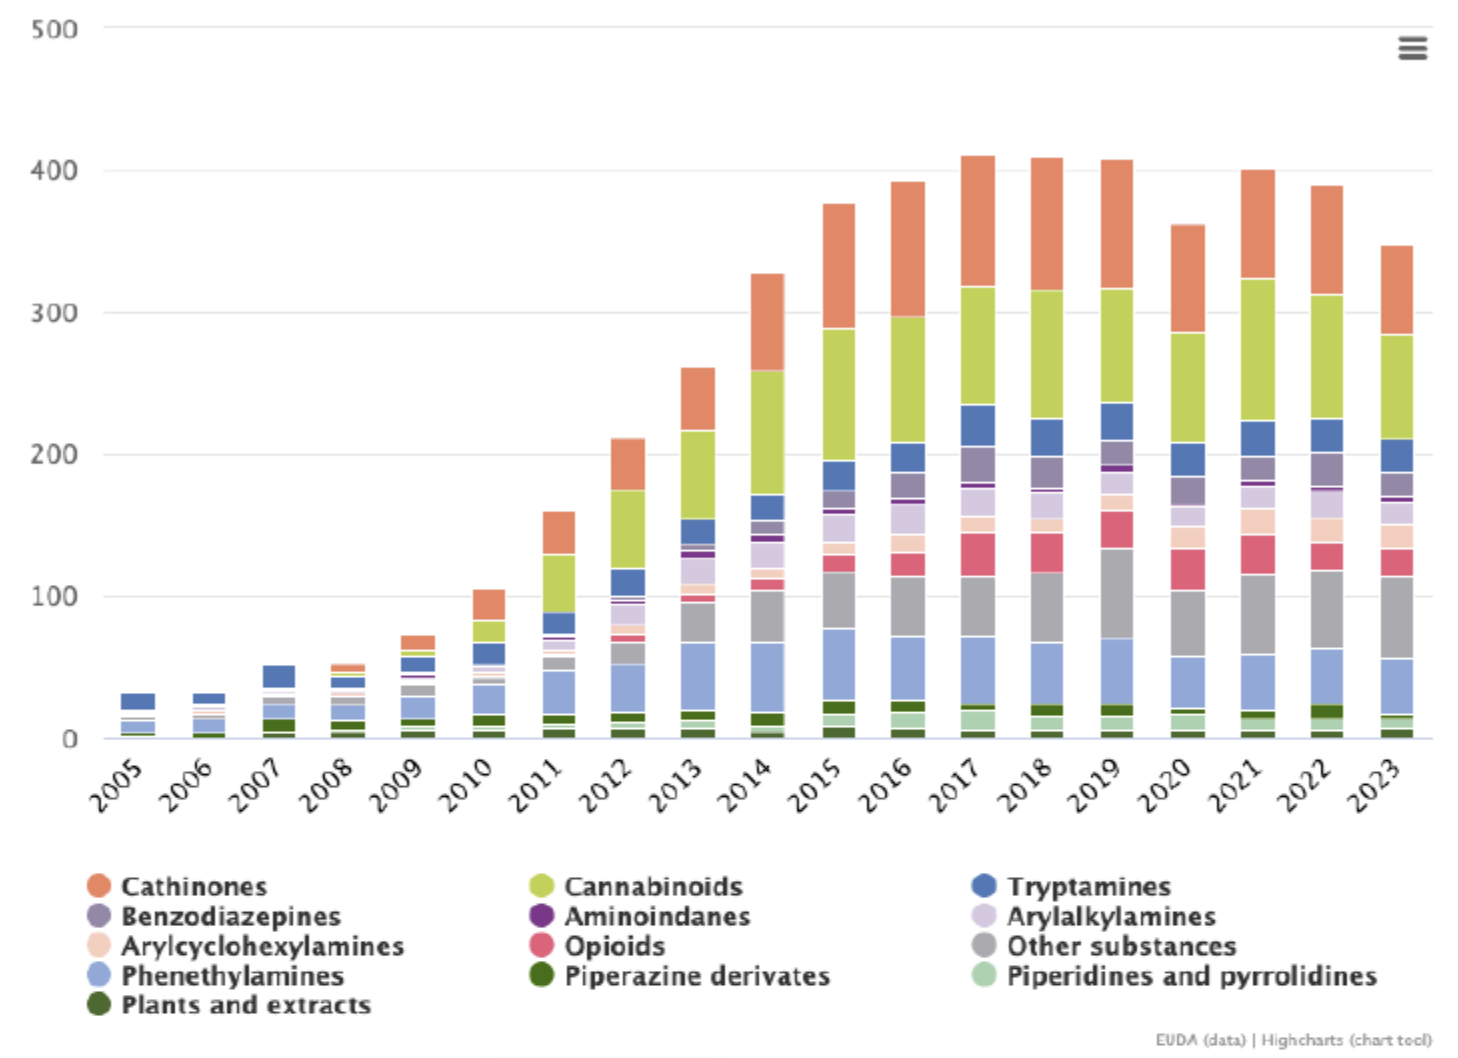 500
400
300
200
100
0
2005 2006 2007 2008 2009 2010 2011 2012 2013 2014 2015 2016 2017 2018 2019 2020 2021 2022 2023
Cathinones Cannabinoids Tryptamines
Benzodiazepines Aminoindanes Arylalkylamines
Arylcyclohexylamines Opioids Other substances
Phenethylamines Piperazine derivates Piperidines and pyrrolidines
Plants and extracts
EUDA (data) | Highcharts (chart tool)